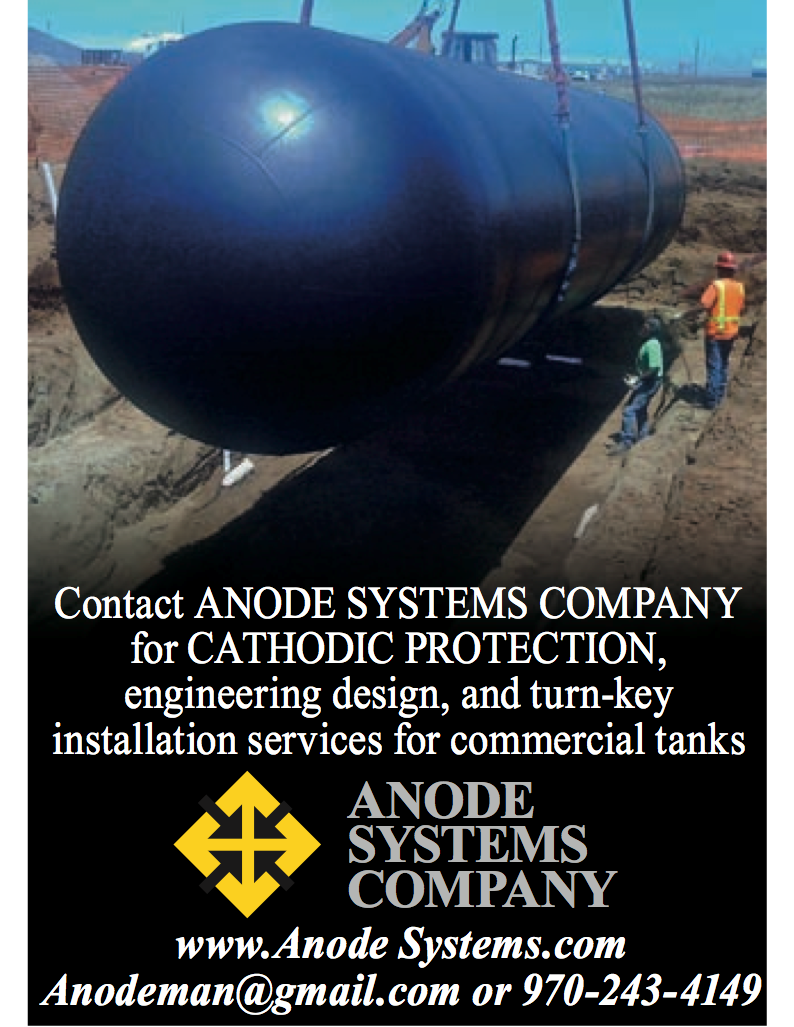 Contact ANODE SYSTEMS COMPANY
for CATHODIC PROTECTION,
engineering design, and turn-key
installation services for commercial tanks
ANODE
SYSTEMS
COMPANY
www.Anode Systems.com
Anodeman@gmail.com or 970-243-4149